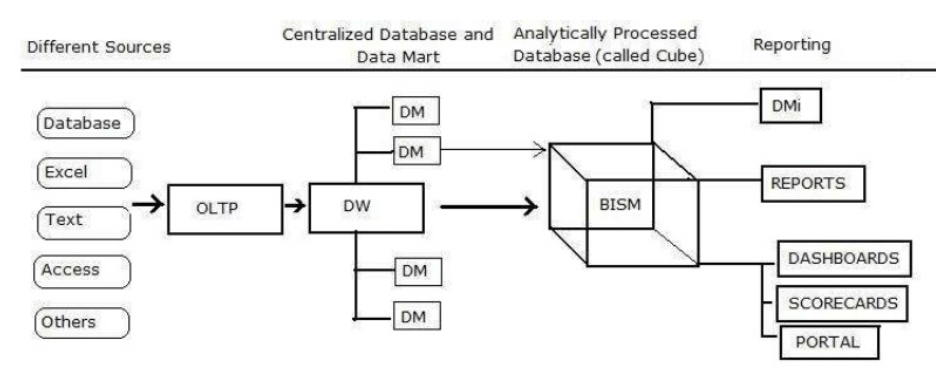 Different Sources
Centralized Database and
Data Mart
Analytically Processed
Database (called Cube)
Reporting
Database
Excel
Text
Access
Others
OLTP
DW
DM
DM
DM
DM
BISM
DMi
REPORTS
DASHBOARDS
SCORECARDS
PORTAL